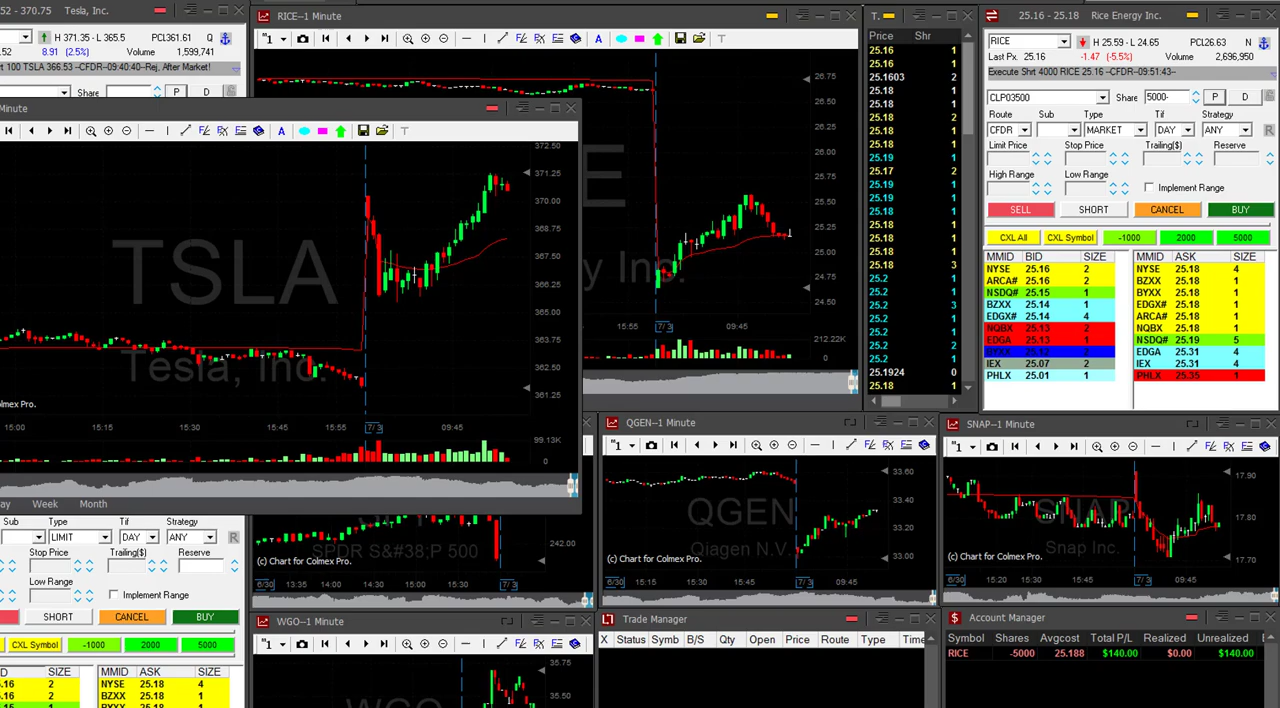 52 - 370.75 Tesla, Inc.
H 371.35 - L 365.5 PCL361.61 Q
8.91 (2.5%) Volume 1,599,741
rt 100 TSLA 366.53 --CFDR--09:40:40--Rej, After Market!
Share P D
Minute
A T
372.50
371.25
370.00
368.75
367.50
366.25
365.00
363.75
362.50
361.25
TSLA
Tesla, Inc.
Colmex Pro.
15:00 15:15 15:30 15:55 7/ 3 09:45
99.13K
0
ay Week Month
RICE--1 Minute
"1 A T
26.75
26.50
26.25
26.00
25.75
25.50
25.25
25.00
24.75
24.50
E
y Inc.
15:55 7/ 3 09:45
212.22K
0
T.
Price Shr
25.16 1
25.16 1
25.1603 2
25.18 1
25.18 1
25.18 2
25.18 1
25.18 1
25.19 1
25.17 2
25.19 1
25.19 1
25.18 1
25.18 1
25.18 1
25.18 1
25.18 3
25.2 1
25.2 1
25.2 3
25.2 1
25.2 1
25.2 2
25.2 1
25.1924 0
25.18 1
25.16 - 25.18 Rice Energy Inc.
RICE H 25.59 - L 24.65 PCL26.63 N
Last Px. 25.16 -1.47 (-5.5%) Volume 2,696,950
Execute Shrt 4000 RICE 25.16 --CFDR--09:51:43--
CLP03500 Share 5000- P D
Route Sub Type Tif Strategy
CFDR MARKET DAY ANY R
Limit Price Stop Price Trailing($) Reserve
High Range Low Range Implement Range
SELL SHORT CANCEL BUY
CXL All CXL Symbol -1000 2000 5000
MMID BID SIZE MMID ASK SIZE
NYSE 25.16 2 NYSE 25.18 4
ARCA# 25.16 2 BZXX 25.18 1
NSDQ# 25.15 1 BYXX 25.18 1
BZXX 25.14 1 EDGX# 25.18 1
EDGX# 25.14 4 ARCA# 25.18 1
NQBX 25.13 2 NQBX 25.18 1
EDGA 25.13 1 NSDQ# 25.19 5
BYXX 25.12 2 EDGA 25.31 4
IEX 25.07 2 IEX 25.31 4
PHLX 25.01 1 PHLX 25.35 1
Sub Type Tif Strategy
LIMIT DAY ANY R
Stop Price Trailing($) Reserve
Low Range Implement Range
SHORT CANCEL BUY
CXL Symbol -1000 2000 5000
D SIZE MMID ASK SIZE
.16 2 NYSE 25.18 4
.16 2 BZXX 25.18 1
1 BYXX 25.18 1
SPDR S&#38;P 500
242.00
(c) Chart for Colmex Pro.
6/30 13:35 14:00 14:30 15:00 15:30 7/ 3
WGO--1 Minute
"1
WGO
35.75
35.50
QGEN--1 Minute
"1
33.60
33.40
33.20
33.00
QGEN
Qiagen N.V.
(c) Chart for Colmex Pro.
6/30 15:15 15:30 15:45 7/ 3 09:45
SNAP--1 Minute
"1
17.90
17.80
17.70
SNAP
Snap Inc.
(c) Chart for Colmex Pro.
6/30 15:20 15:45 7/ 3 09:45
Trade Manager
X Status Symb B/S Qty Open Price Route Type Time
Account Manager
Symbol Shares Avgcost Total P/L Realized Unrealized
RICE -5000 25.188 $140.00 $0.00 $140.00